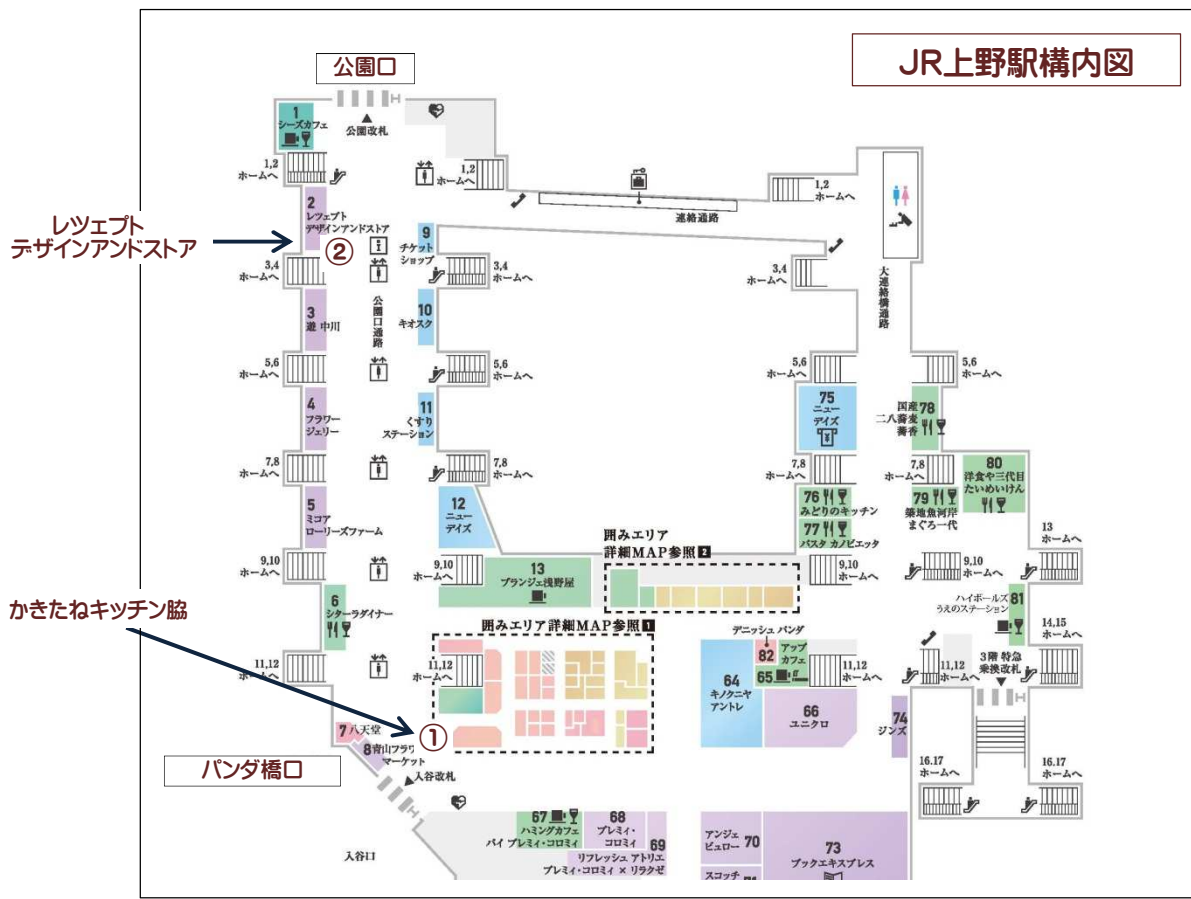 公園口
JR上野駅構内図
1
シーズカフェ
公園改札
1,2
ホームへ
1,2
ホームへ
1,2
ホームへ
連絡通路
レツェプト
デザインアンドストア
2
レツェプト
デザインアンドストア
②
9
チケット
ショップ
3,4
ホームへ
3,4
ホームへ
3,4
ホームへ
大連絡橋通路
公園口通路
3
遊 中川
10
キオスク
5,6
ホームへ
5,6
ホームへ
5,6
ホームへ
5,6
ホームへ
4
フラワー
ジェリー
11
くすり
ステーション
75
ニュー
デイズ
国産 78
二八蕎麦
蕎香
7,8
ホームへ
7,8
ホームへ
7,8
ホームへ
7,8
ホームへ
80
洋食や三代目
たいめいけん
5
ミコア
ローリーズファーム
12
ニュー
デイズ
76
みどりのキッチン
77
パスタ カノビエッタ
79
築地魚河岸
まぐろ一代
13
ホームへ
囲みエリア
詳細MAP参照2
9,10
ホームへ
9,10
ホームへ
13
ブランジェ浅野屋
9,10
ホームへ
9,10
ホームへ
かきたねキッチン脇
6
シターラダイナー
囲みエリア詳細MAP参照1
デニッシュ パンダ
82
アップ
カフェ
65
ハイボールズ
うえのステーション
81
14,15
ホームへ
11,12
ホームへ
11,12
ホームへ
64
キノクニヤ
アントレ
11,12
ホームへ
11,12
ホームへ
3階 特急
乗換改札
66
ユニクロ
74
ジンズ
7 八天堂
①
8 青山フラワー
マーケット
パンダ橋口
入谷改札
16.17
ホームへ
16.17
ホームへ
入谷口
67
ハミングカフェ
バイ プレミィ・コロミィ
68
プレミィ・
コロミィ
69
リフレッシュ アトリエ
プレミィ・コロミィ × リラクゼ
アンジェ
ビュロー
70
スコッチ
73
ブックエキスプレス